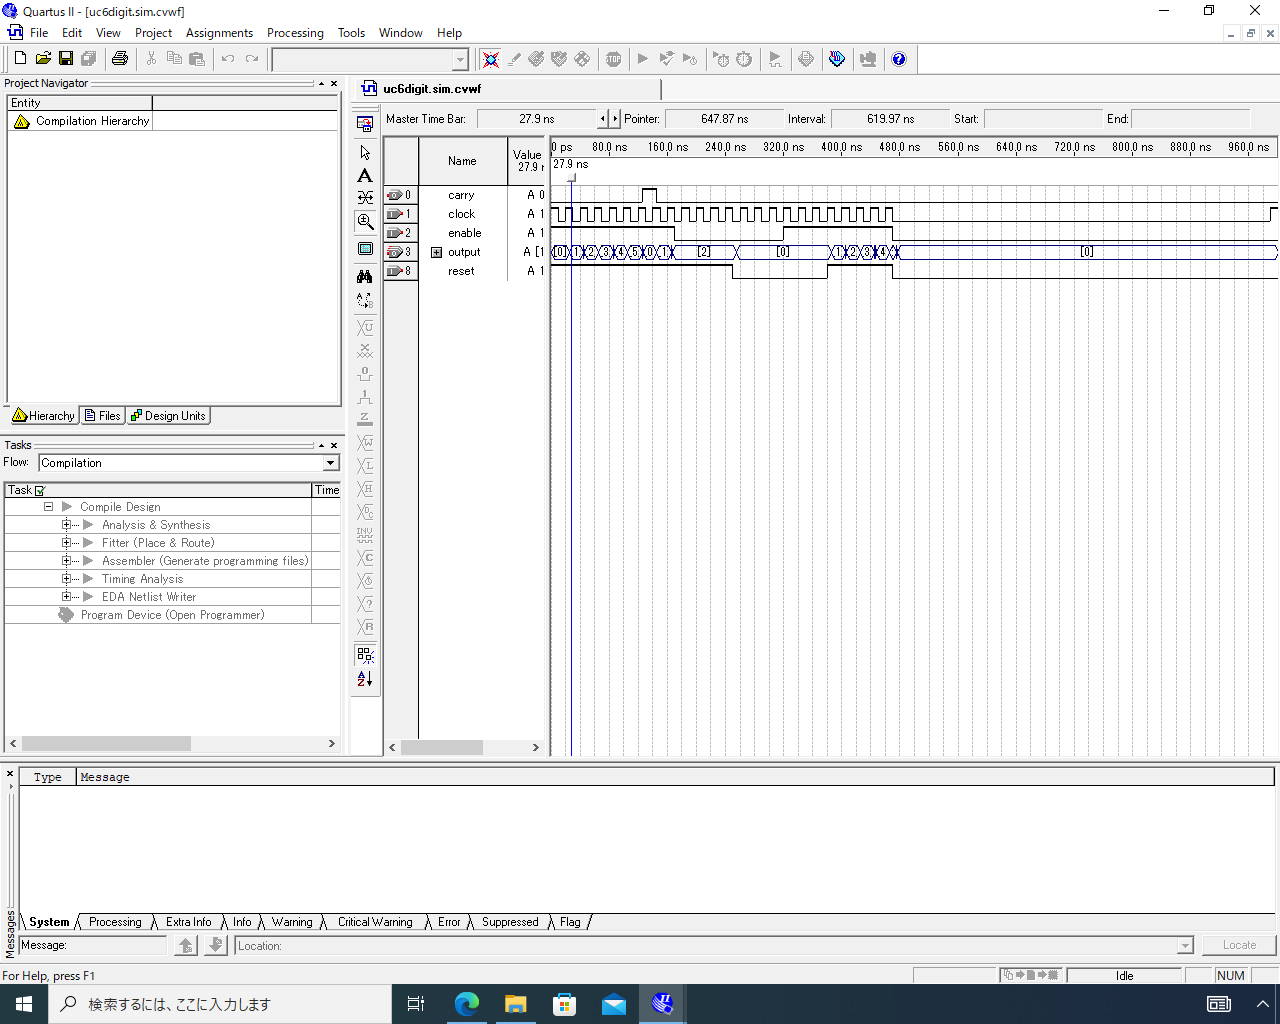 Quartus II - [uc6digit.sim.cvwf]
File Edit View Project Assignments Processing Tools Window Help
STOP
Project Navigator
Entity
Compilation Hierarchy
Hierarchy Files Design Units
Tasks
Flow: Compilation
Task Time
Compile Design
Analysis & Synthesis
Fitter (Place & Route)
Assembler (Generate programming files)
Timing Analysis
EDA Netlist Writer
Program Device (Open Programmer)
uc6digit.sim.cvwf
Master Time Bar: 27.9 ns Pointer: 647.87 ns Interval: 619.97 ns Start: End:
Name Value 27.9 n
0 ps 80.0 ns 160.0 ns 240.0 ns 320.0 ns 400.0 ns 480.0 ns 560.0 ns 640.0 ns 720.0 ns 800.0 ns 880.0 ns 960.0 ns
27.9 ns
0 carry A 0
1 clock A 1
2 enable A 1
3 output A [1 [0] 1 2 3 4 5 0 1 [2] [0] 1 2 3 4 [0]
8 reset A 1
Type Message
System Processing Extra Info Info Warning Critical Warning Error Suppressed Flag
Messages
Message: Location: Locate
For Help, press F1 Idle NUM
検索するには、ここに入力します